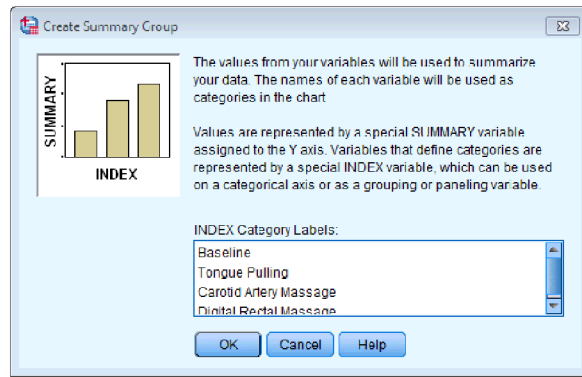 Create Summary Group
SUMMARY
INDEX
The values from your variables will be used to summarize
your data. The names of each variable will be used as
categories in the chart
Values are represented by a special SUMMARY variable
assigned to the Y axis. Variables that define categories are
represented by a special INDEX variable, which can be used
on a categorical axis or as a grouping or paneling variable.
INDEX Category Labels:
Baseline
Tongue Pulling
Carotid Artery Massage
Digital Rectal Massage
OK
Cancel
Help